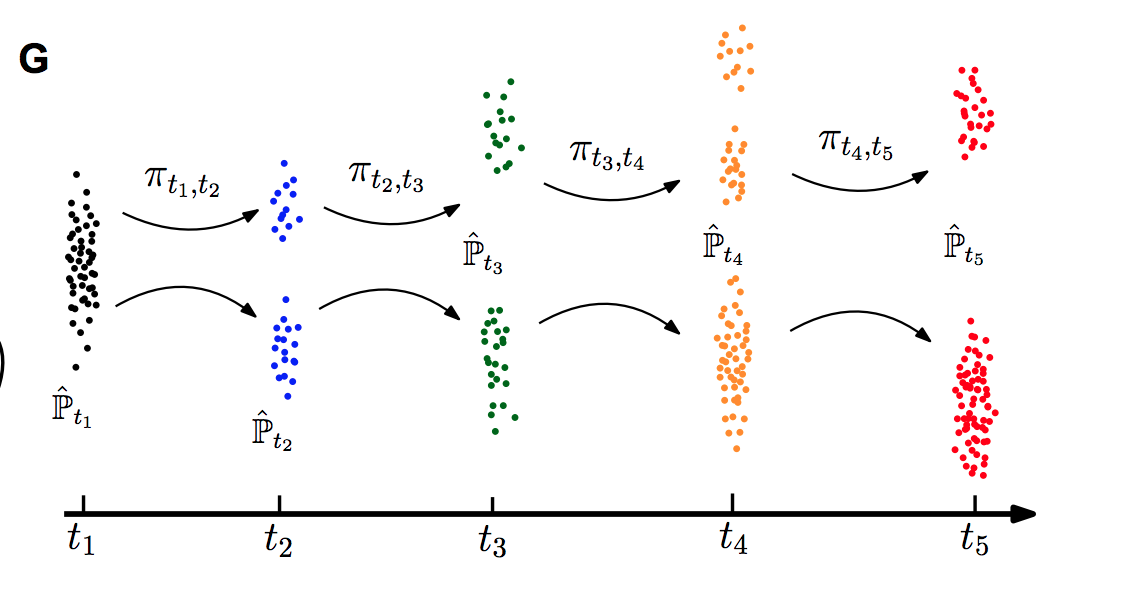 G
π_{t₁,t₂}
π_{t₂,t₃}
π_{t₃,t₄}
π_{t₄,t₅}
ℙ̂_{t₁}
ℙ̂_{t₂}
ℙ̂_{t₃}
ℙ̂_{t₄}
ℙ̂_{t₅}
t₁ t₂ t₃ t₄ t₅